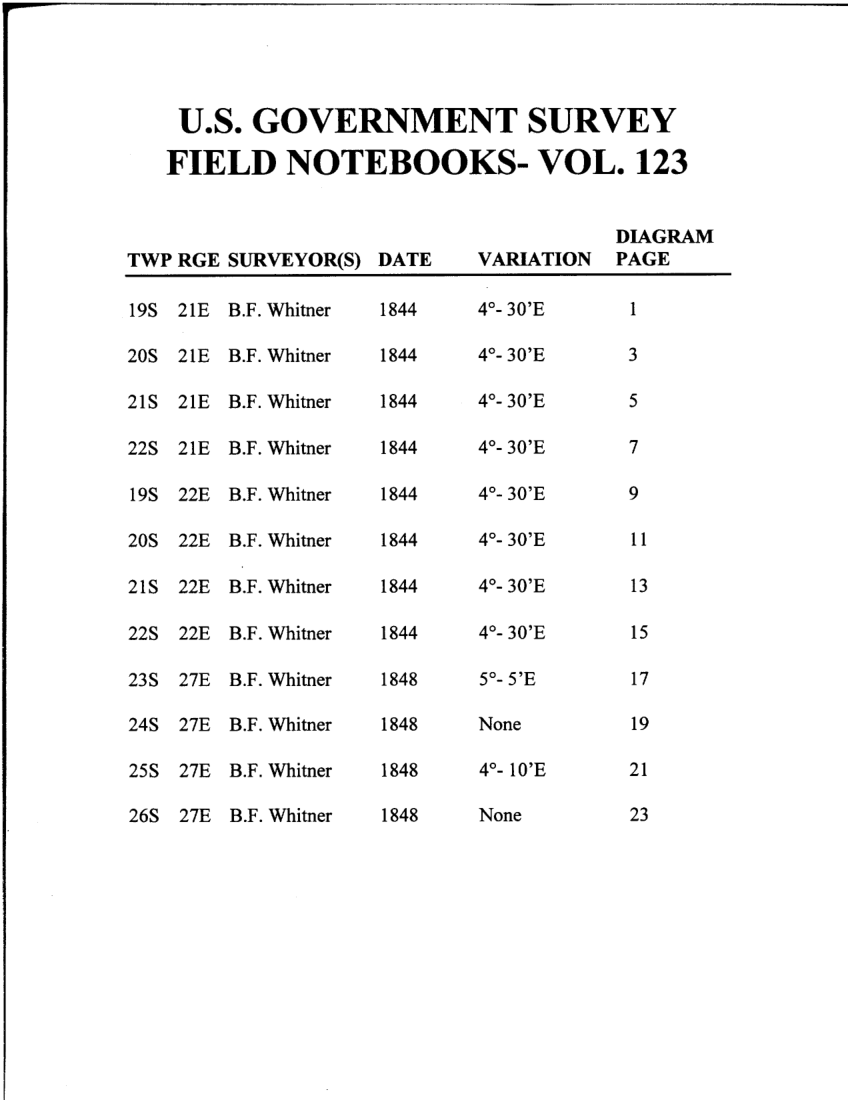 U.S. GOVERNMENT SURVEY
FIELD NOTEBOOKS- VOL. 123
DIAGRAM
TWP RGE SURVEYOR(S) DATE VARIATION PAGE
19S 21E B.F. Whitner 1844 4°- 30'E 1
20S 21E B.F. Whitner 1844 4°- 30'E 3
21S 21E B.F. Whitner 1844 4°- 30'E 5
22S 21E B.F. Whitner 1844 4°- 30'E 7
19S 22E B.F. Whitner 1844 4°- 30'E 9
20S 22E B.F. Whitner 1844 4°- 30'E 11
21S 22E B.F. Whitner 1844 4°- 30'E 13
22S 22E B.F. Whitner 1844 4°- 30'E 15
23S 27E B.F. Whitner 1848 5°- 5'E 17
24S 27E B.F. Whitner 1848 None 19
25S 27E B.F. Whitner 1848 4°- 10'E 21
26S 27E B.F. Whitner 1848 None 23